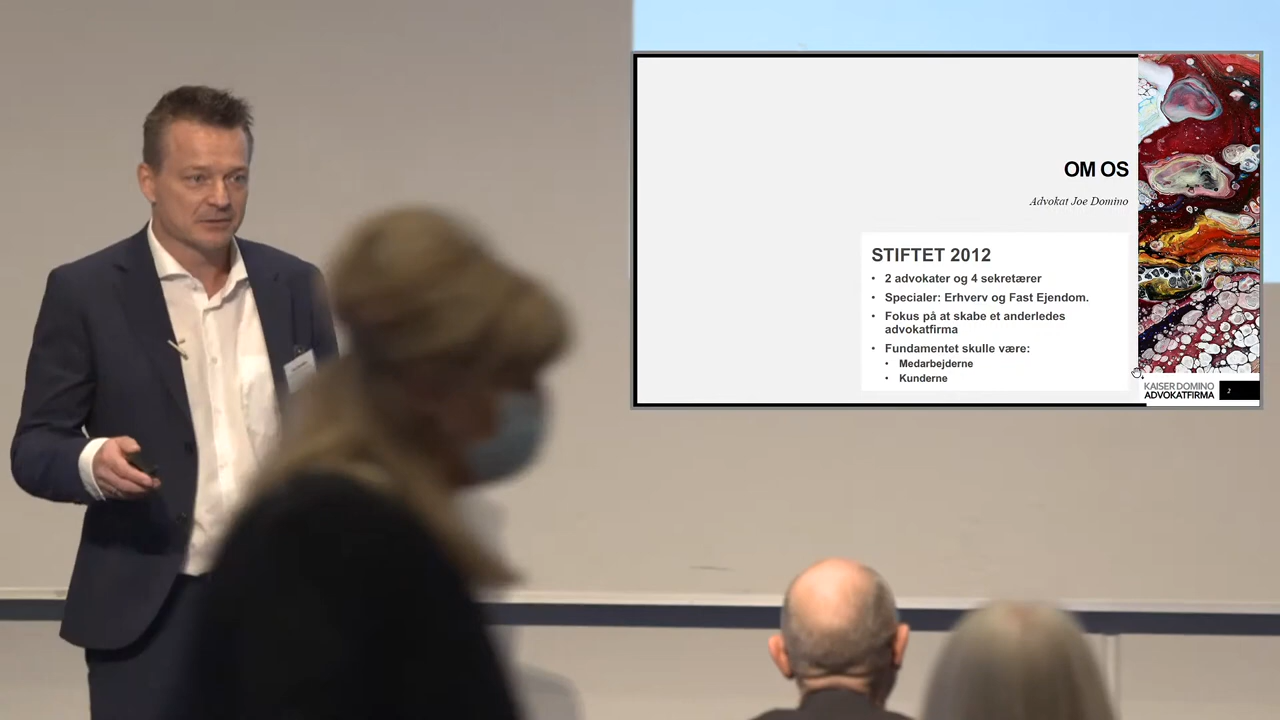 OM OS
Advokat Joe Domino
STIFTET 2012
• 2 advokater og 4 sekretærer
• Specialer: Erhverv og Fast Ejendom.
• Fokus på at skabe et anderledes
advokatfirma
• Fundamentet skulle være:
• Medarbejderne
• Kunderne
KAISER DOMINO
ADVOKATFIRMA
2